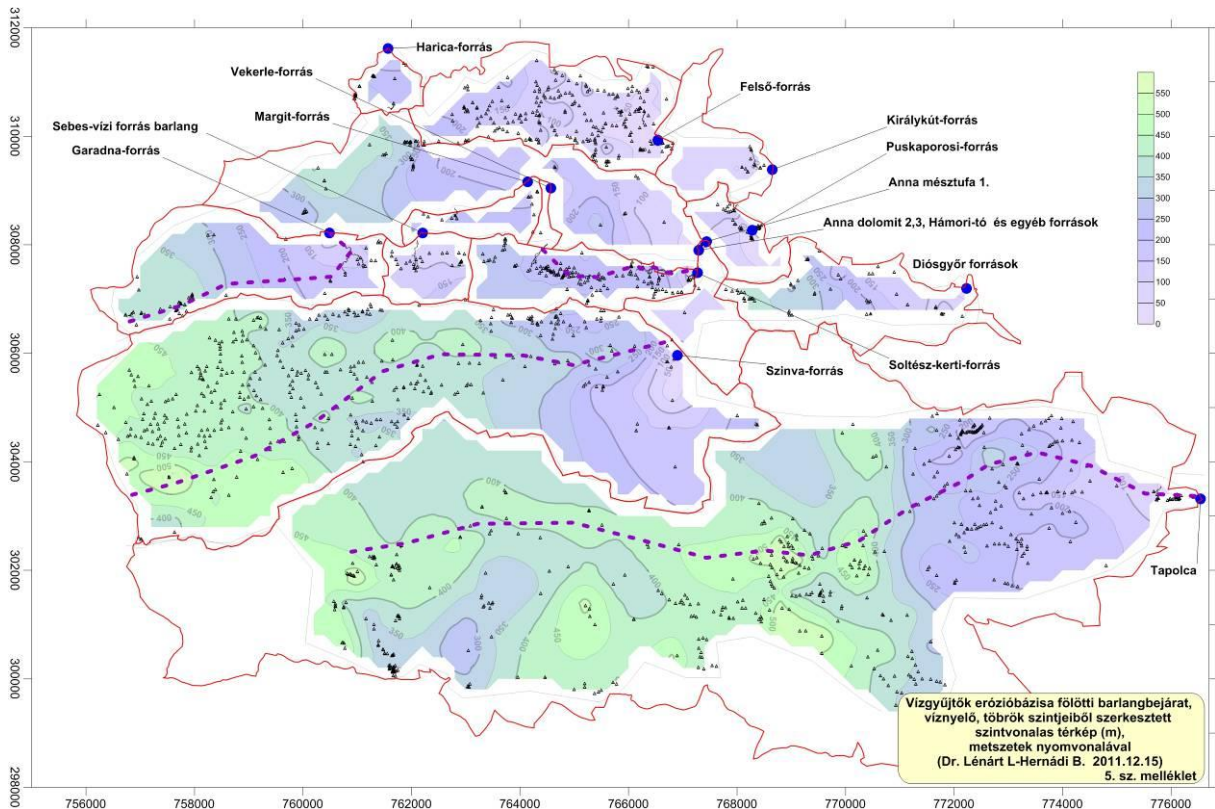 312000
310000
308000
306000
304000
302000
300000
298000
756000
758000
760000
762000
764000
766000
768000
770000
772000
774000
776000
Harica-forrás
Vekerle-forrás
Margit-forrás
Sebes-vízi forrás barlang
Garadna-forrás
Felső-forrás
Királykút-forrás
Puskaporosi-forrás
Anna mésztufa 1.
Anna dolomit 2,3, Hámori-tó és egyéb források
Diósgyőr források
Szinva-forrás
Soltész-kerti-forrás
Tapolca
550
500
450
400
350
300
250
200
150
100
50
0
Vízgyűjtők erózióbázisa fölötti barlangbejárat,
víznyelő, töbrök szintjeiből szerkesztett
szintvonalas térkép (m),
metszetek nyomvonalával
(Dr. Lénárt L-Hernádi B. 2011.12.15)
5. sz. melléklet